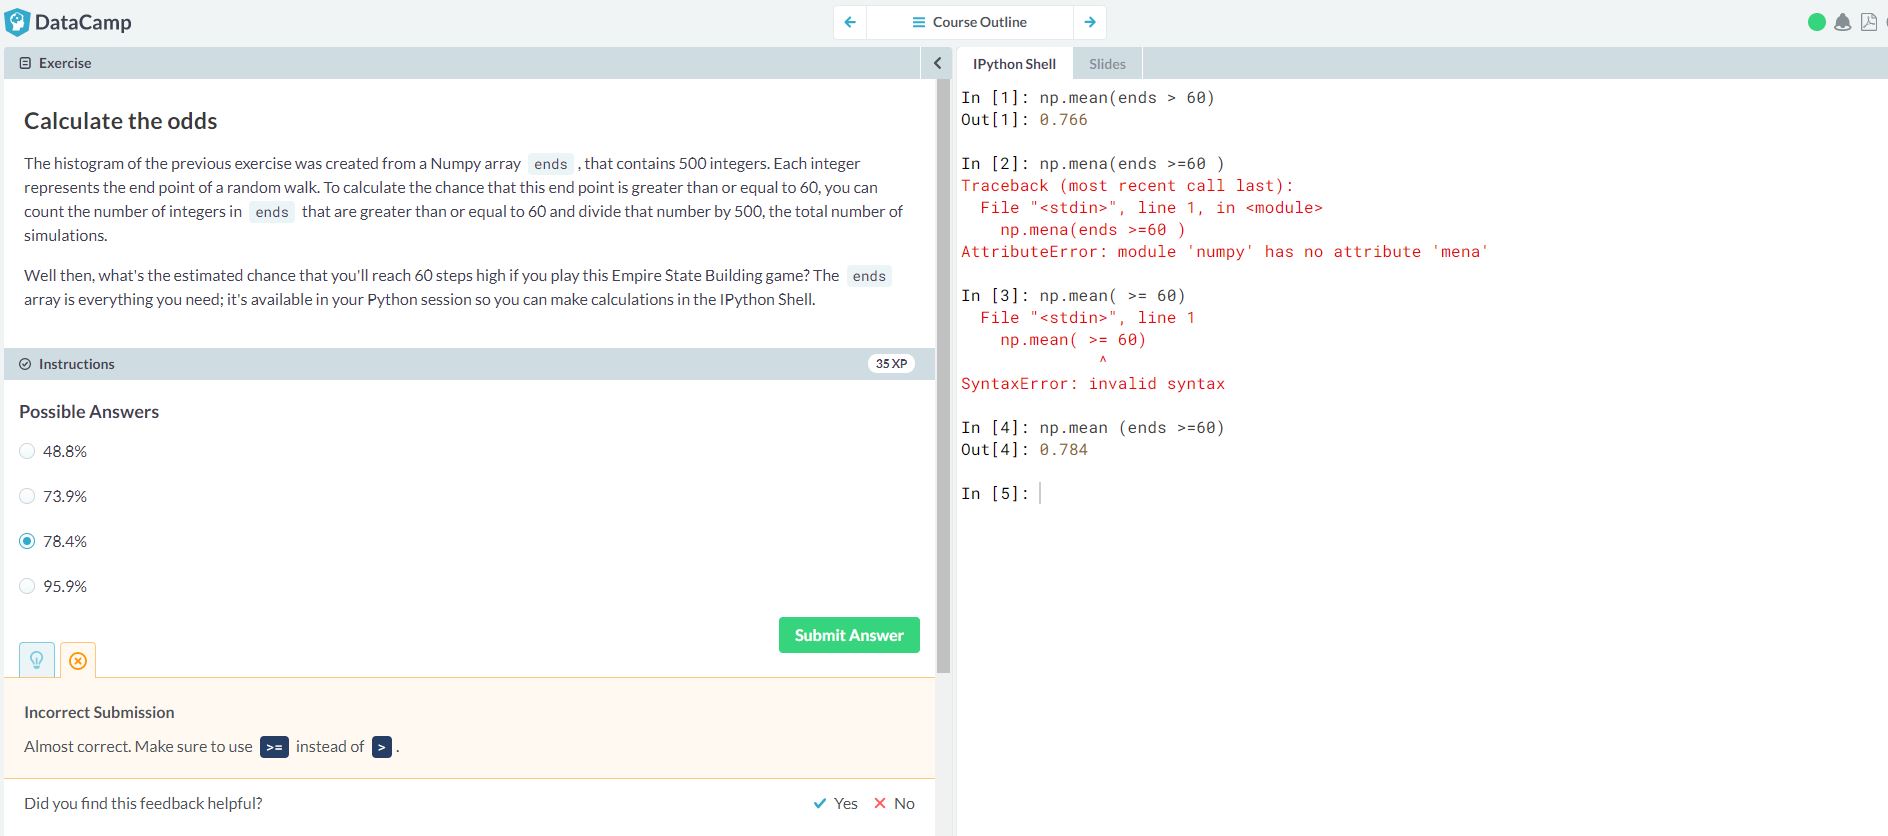 DataCamp
Course Outline
Exercise
Calculate the odds
The histogram of the previous exercise was created from a Numpy array ends , that contains 500 integers. Each integer
represents the end point of a random walk. To calculate the chance that this end point is greater than or equal to 60, you can
count the number of integers in ends that are greater than or equal to 60 and divide that number by 500, the total number of
simulations.
Well then, what's the estimated chance that you'll reach 60 steps high if you play this Empire State Building game? The ends
array is everything you need; it's available in your Python session so you can make calculations in the IPython Shell.
Instructions
35 XP
Possible Answers
48.8%
73.9%
78.4%
95.9%
Submit Answer
Incorrect Submission
Almost correct. Make sure to use >= instead of > .
Did you find this feedback helpful?
Yes
No
IPython Shell
Slides
In [1]: np.mean(ends > 60)
Out[1]: 0.766
In [2]: np.mena(ends >=60 )
Traceback (most recent call last):
File "<stdin>", line 1, in <module>
np.mena(ends >=60 )
AttributeError: module 'numpy' has no attribute 'mena'
In [3]: np.mean( >= 60)
File "<stdin>", line 1
np.mean( >= 60)
^
SyntaxError: invalid syntax
In [4]: np.mean (ends >=60)
Out[4]: 0.784
In [5]: